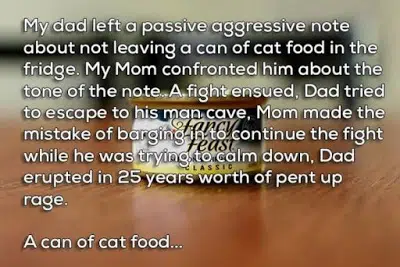 My dad left a passive aggressive note
about not leaving a can of cat food in the
fridge. My Mom confronted him about the
tone of the note. A fight ensued, Dad tried
to escape to his man cave, Mom made the
mistake of barging in to continue the fight
while he was trying to calm down, Dad
erupted in 25 years worth of pent up
rage.
A can of cat food...
Fancy
Feast
CLASSIC